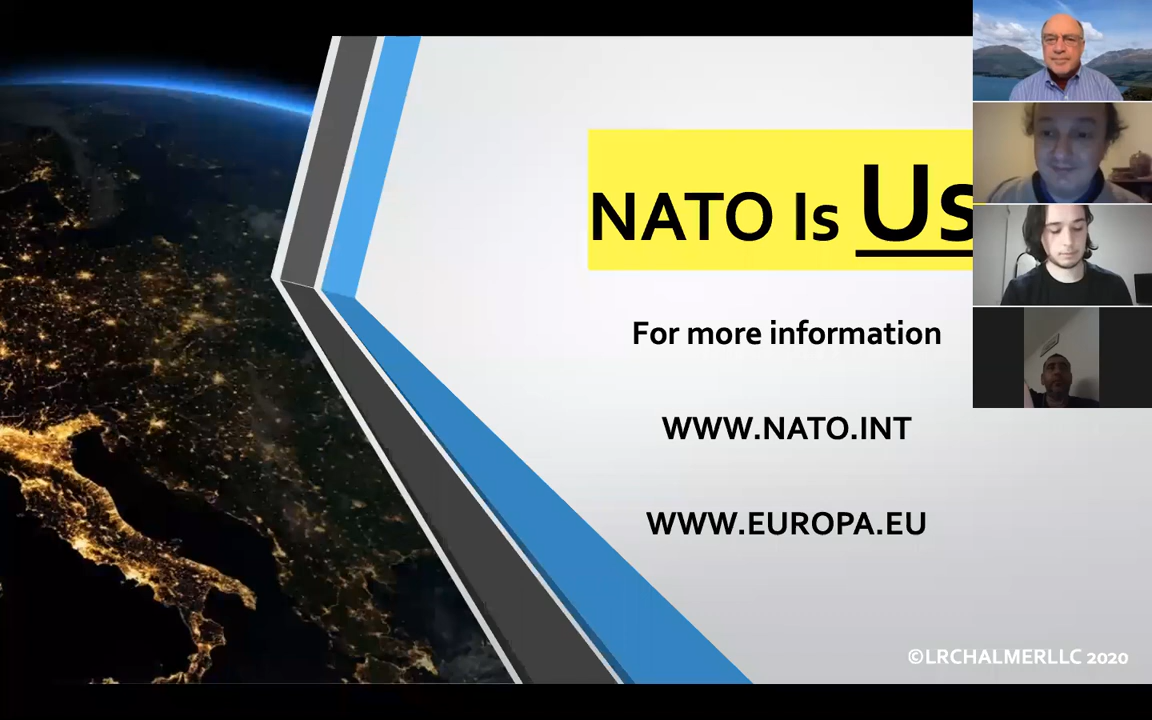 NATO Is Us
For more information
WWW.NATO.INT
WWW.EUROPA.EU
©LRCHALMERLLC 2020